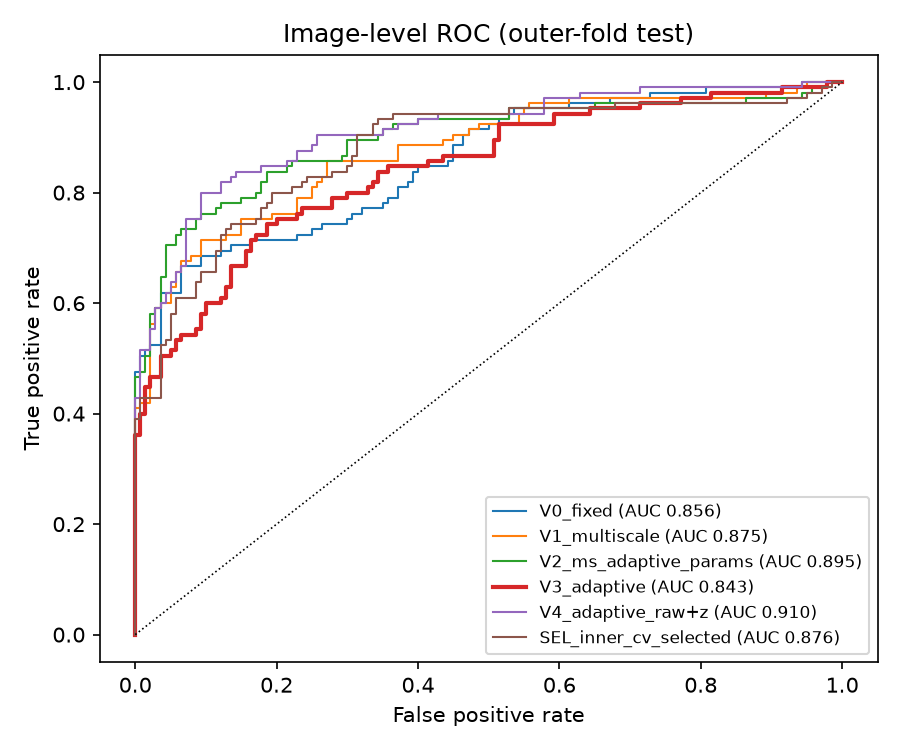 Image-level ROC (outer-fold test)
True positive rate
1.0
0.8
0.6
0.4
0.2
0.0
0.0 0.2 0.4 0.6 0.8 1.0
False positive rate
V0_fixed (AUC 0.856)
V1_multiscale (AUC 0.875)
V2_ms_adaptive_params (AUC 0.895)
V3_adaptive (AUC 0.843)
V4_adaptive_raw+z (AUC 0.910)
SEL_inner_cv_selected (AUC 0.876)